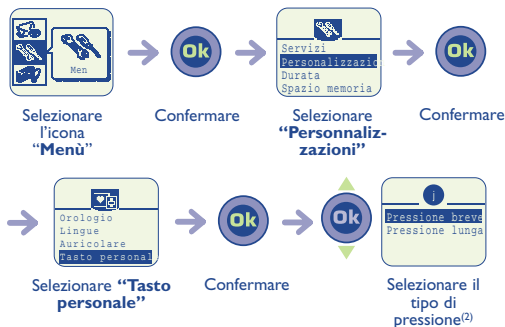 Men
Ok
Servizi
Personalizzazio
Durata
Spazio memoria
Ok
Selezionare
l'icona
“Menù”
Confermare
Selezionare
“Personnaliz-
zazioni”
Confermare
Orologio
Lingue
Auricolare
Tasto personal
Ok
Ok
j
Pressione breve
Pressione lunga
Selezionare “Tasto
personale”
Confermare
Selezionare il
tipo di
pressione(2)